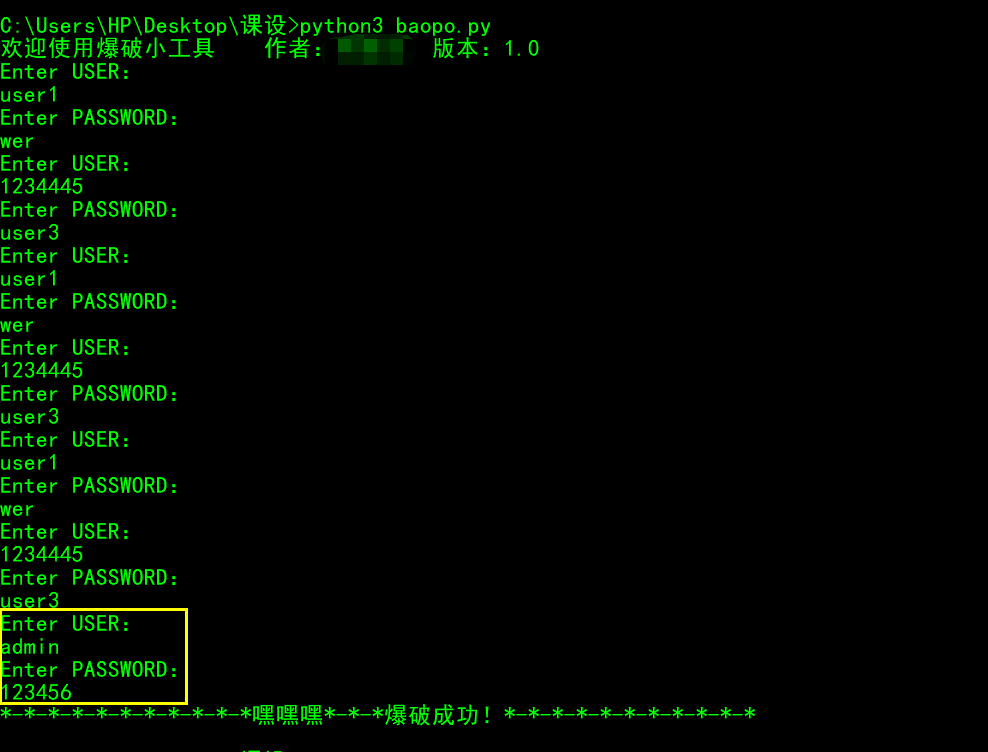 C:\Users\HP\Desktop\课设>python3 baopo.py
欢迎使用爆破小工具 作者： 版本：1.0
Enter USER:
user1
Enter PASSWORD:
wer
Enter USER:
1234445
Enter PASSWORD:
user3
Enter USER:
user1
Enter PASSWORD:
wer
Enter USER:
1234445
Enter PASSWORD:
user3
Enter USER:
user1
Enter PASSWORD:
wer
Enter USER:
1234445
Enter PASSWORD:
user3
Enter USER:
admin
Enter PASSWORD:
123456
*-*-*-*-*-*-*-*-*-*-*嘿嘿嘿*-*-*爆破成功！*-*-*-*-*-*-*-*-*-*-*